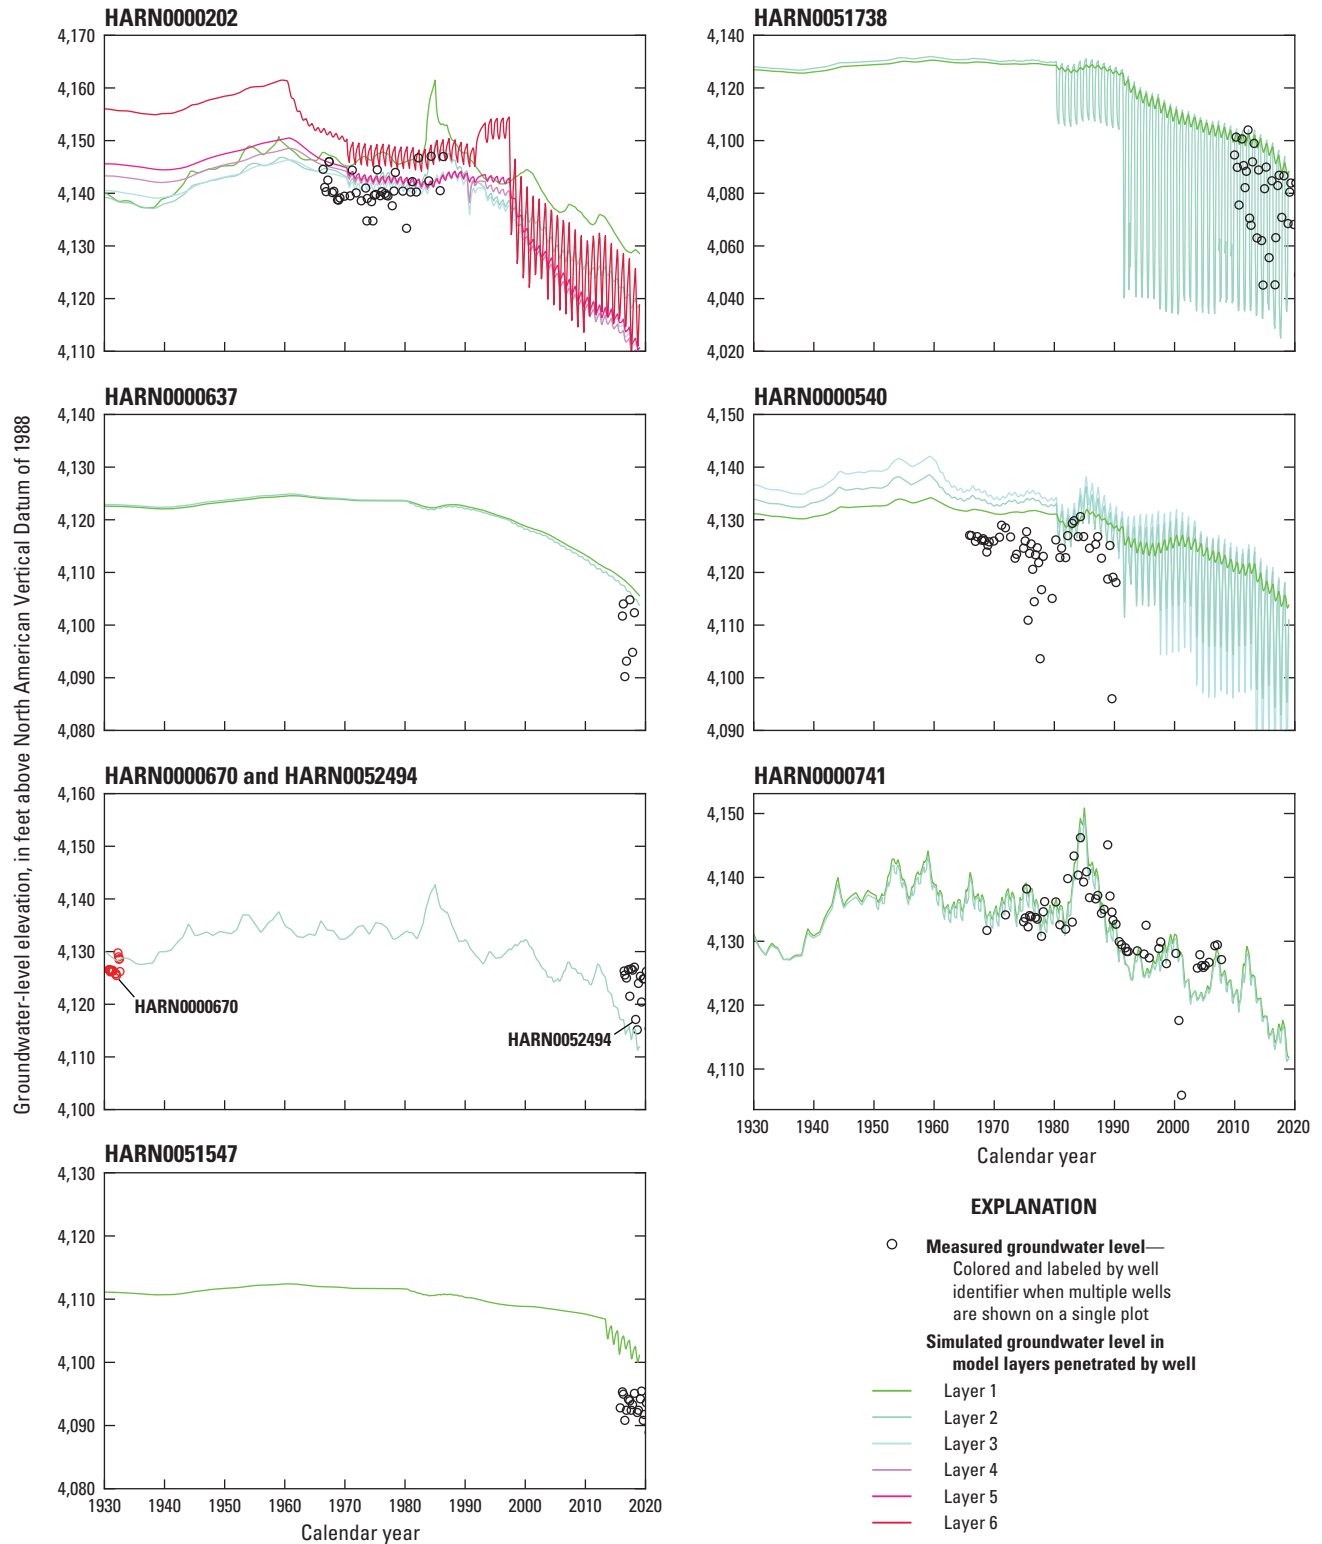 Groundwater-level elevation, in feet above North American Vertical Datum of 1988
HARN0000202
4,170
4,160
4,150
4,140
4,130
4,120
4,110
HARN0000637
4,140
4,130
4,120
4,110
4,100
4,090
4,080
HARN0000670 and HARN0052494
4,160
4,150
4,140
4,130
4,120
4,110
4,100
HARN0000670
HARN0052494
HARN0051547
4,130
4,120
4,110
4,100
4,090
4,080
1930 1940 1950 1960 1970 1980 1990 2000 2010 2020
Calendar year
HARN0051738
4,140
4,120
4,100
4,080
4,060
4,040
4,020
HARN0000540
4,150
4,140
4,130
4,120
4,110
4,100
4,090
HARN0000741
4,150
4,140
4,130
4,120
4,110
1930 1940 1950 1960 1970 1980 1990 2000 2010 2020
Calendar year
EXPLANATION
Measured groundwater level—
Colored and labeled by well
identifier when multiple wells
are shown on a single plot
Simulated groundwater level in
model layers penetrated by well
Layer 1
Layer 2
Layer 3
Layer 4
Layer 5
Layer 6